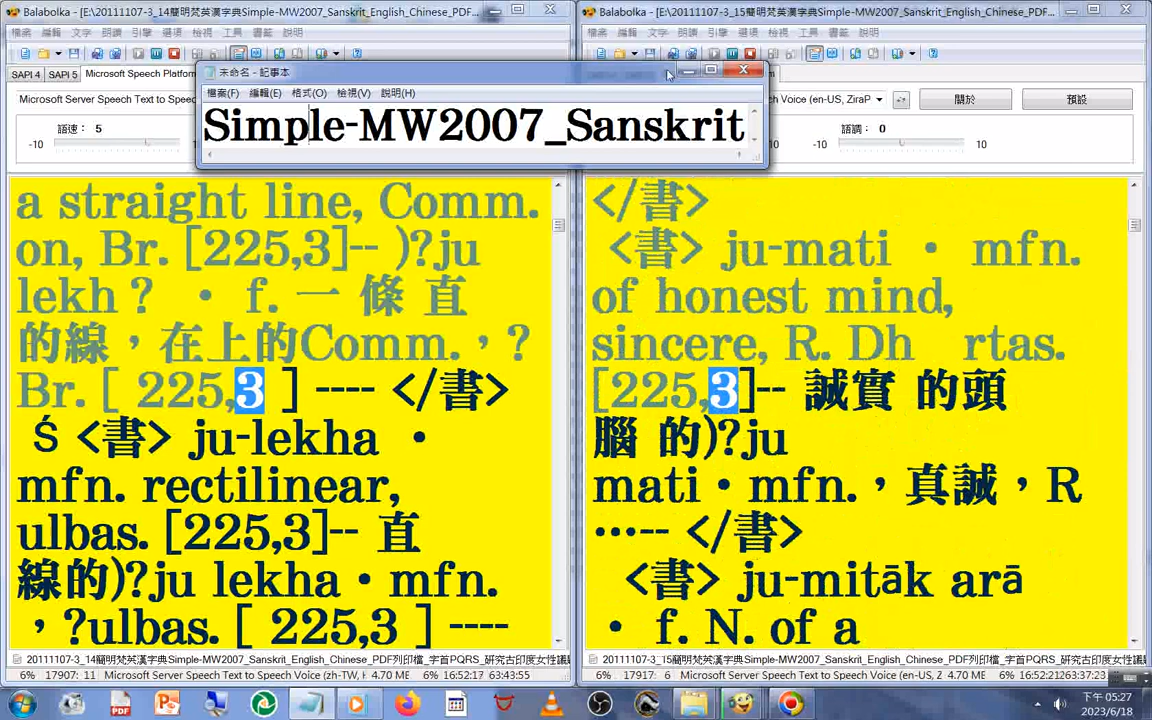 Balabolka - [E:\20111107-3_14簡明梵英漢字典Simple-MW2007_Sanskrit_English_Chinese_PDF...
Balabolka - [E:\20111107-3_15簡明梵英漢字典Simple-MW2007_Sanskrit_English_Chinese_PDF...
檔案 編輯 文字 朗讀 引擎 選項 檢視 工具 書籤 說明
檔案 編輯 文字 朗讀 引擎 選項 檢視 工具 書籤 說明
SAPI 4 SAPI 5 Microsoft Speech Platform
未命名 - 記事本
檔案(F) 編輯(E) 格式(O) 檢視(V) 說明(H)
Simple-MW2007_Sanskrit
Microsoft Server Speech Text to Spee
Voice (en-US, ZiraP
關於
預設
語速： 5
語調： 0
-10
-10
10
a straight line, Comm.
on, Br. [225,3]-- )?ju
lekh？ • f. 一 條 直
的線，在上的Comm.，?
Br. [ 225,3 ] ---- </書>
Ś <書> ju-lekha •
mfn. rectilinear,
ulbas. [225,3]-- 直
線的)?ju lekha•mfn.
，?ulbas. [ 225,3 ] ----
</書>
<書> ju-mati • mfn.
of honest mind,
sincere, R. Dh rtas.
[225,3]-- 誠實 的頭
腦 的)?ju
mati•mfn.，真誠，R
…-- </書>
<書> ju-mitāk arā
• f. N. of a
20111107-3_14簡明梵英漢字典Simple-MW2007_Sanskrit_English_Chinese_PDF列印檔_字首PQRS_研究古印度女性議
20111107-3_15簡明梵英漢字典Simple-MW2007_Sanskrit_English_Chinese_PDF列印檔_字首PQRS_研究古印度女性議
6% 17907: 11 Microsoft Server Speech Text to Speech Voice (zh-TW, H 4.70 ME 6% 16:52:17 63:43:55
6% 17917: 6 Microsoft Server Speech Text to Speech Voice (en-US, Z 4.70 ME 6% 16:52:21
下午 05:27
2023/6/18